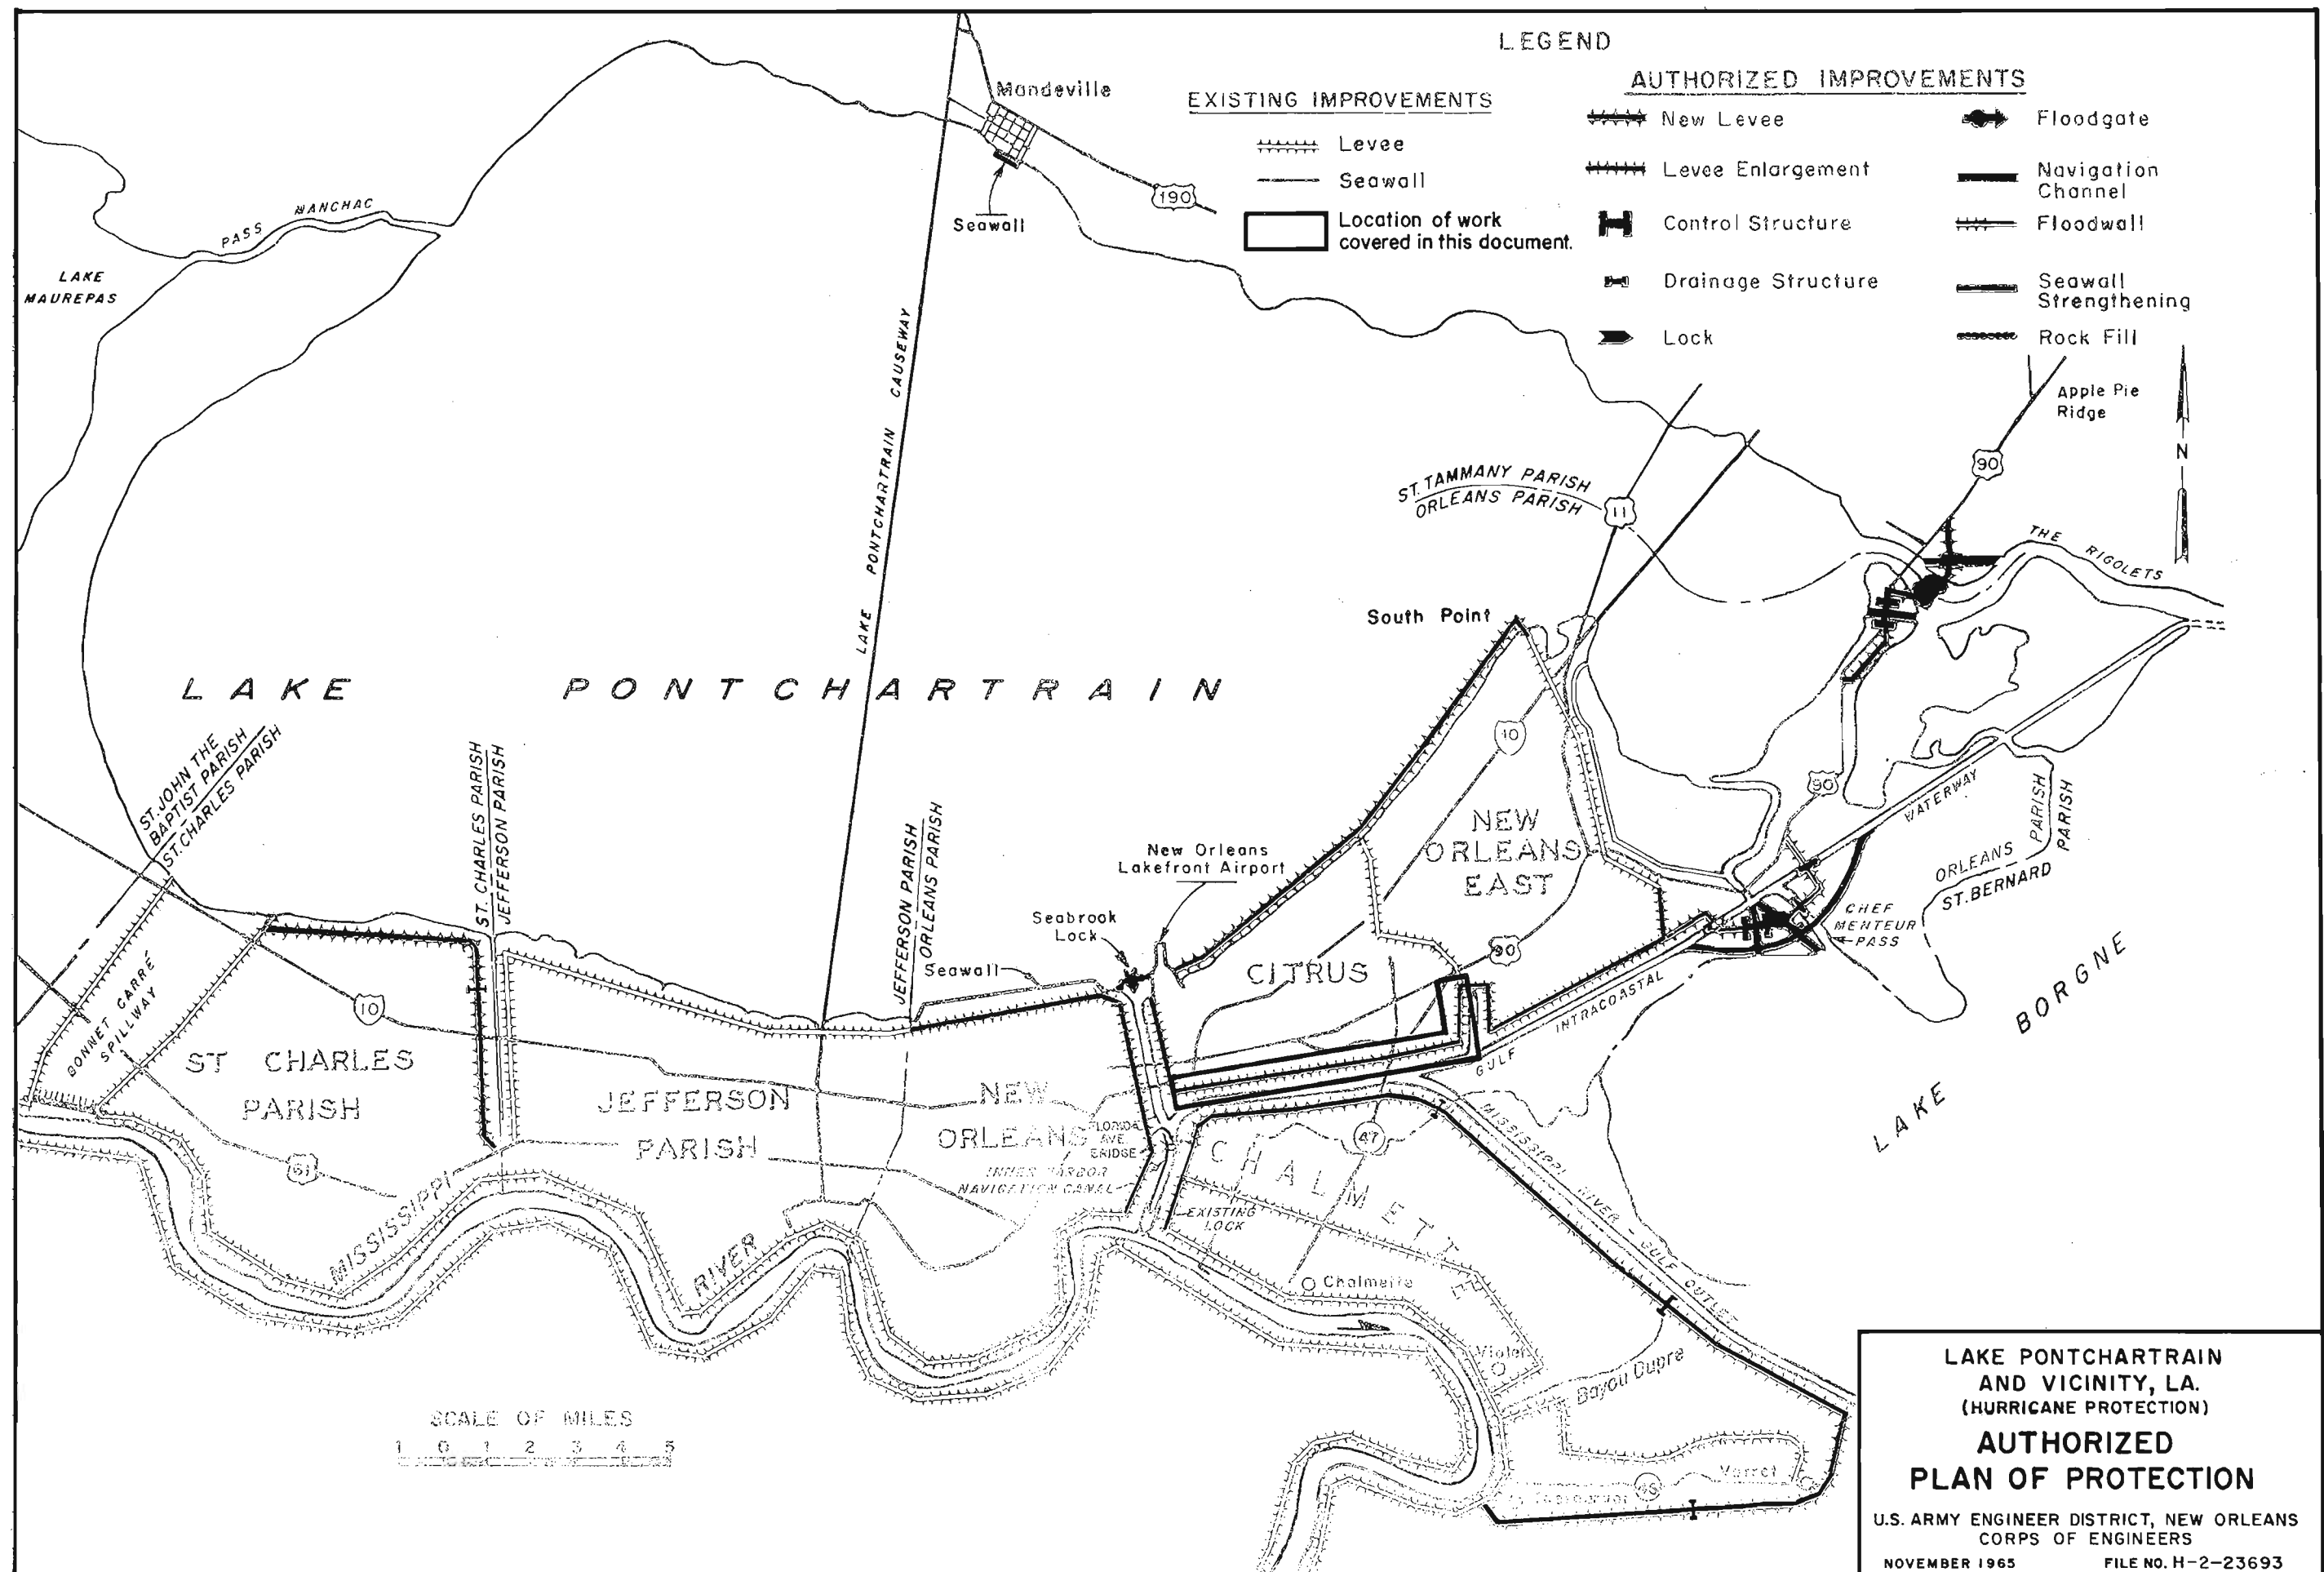 LEGEND
EXISTING IMPROVEMENTS
Levee
Seawall
Location of work
covered in this document.
AUTHORIZED IMPROVEMENTS
New Levee
Levee Enlargement
Control Structure
Drainage Structure
Lock
Floodgate
Navigation
Channel
Floodwall
Seawall
Strengthening
Rock Fill
Mandeville
190
Seawall
PASS MANCHAC
LAKE
MAUREPAS
LAKE PONTCHARTRAIN CAUSEWAY
Apple Pie
Ridge
N
90
ST. TAMMANY PARISH
ORLEANS PARISH
11
THE RIGOLETS
South Point
LAKE PONTCHARTRAIN
10
ST. JOHN THE
BAPTIST PARISH
ST. CHARLES PARISH
ST. CHARLES PARISH
JEFFERSON PARISH
JEFFERSON PARISH
ORLEANS PARISH
New Orleans
Lakefront Airport
Seabrook
Lock
Seawall
NEW
ORLEANS
EAST
90
WATERWAY
ORLEANS PARISH
ST. BERNARD PARISH
CHEF
MENTEUR
PASS
90
CITRUS
INTRACOASTAL
GULF
LAKE BORGNE
BONNET CARRÉ
SPILLWAY
10
ST CHARLES
PARISH
JEFFERSON
PARISH
NEW
ORLEANS
FLORIDA
AVE
BRIDGE
INNER HARBOR
NAVIGATION CANAL
61
MISSISSIPPI RIVER
EXISTING
LOCK
CHALMETT
47
MISSISSIPPI RIVER - GULF OUTLET
Chalmette
Violet
Bayou Dupre
Verret
SCALE OF MILES
1 0 1 2 3 4 5
LAKE PONTCHARTRAIN
AND VICINITY, LA.
(HURRICANE PROTECTION)
AUTHORIZED
PLAN OF PROTECTION
U.S. ARMY ENGINEER DISTRICT, NEW ORLEANS
CORPS OF ENGINEERS
NOVEMBER 1965 FILE NO. H-2-23693